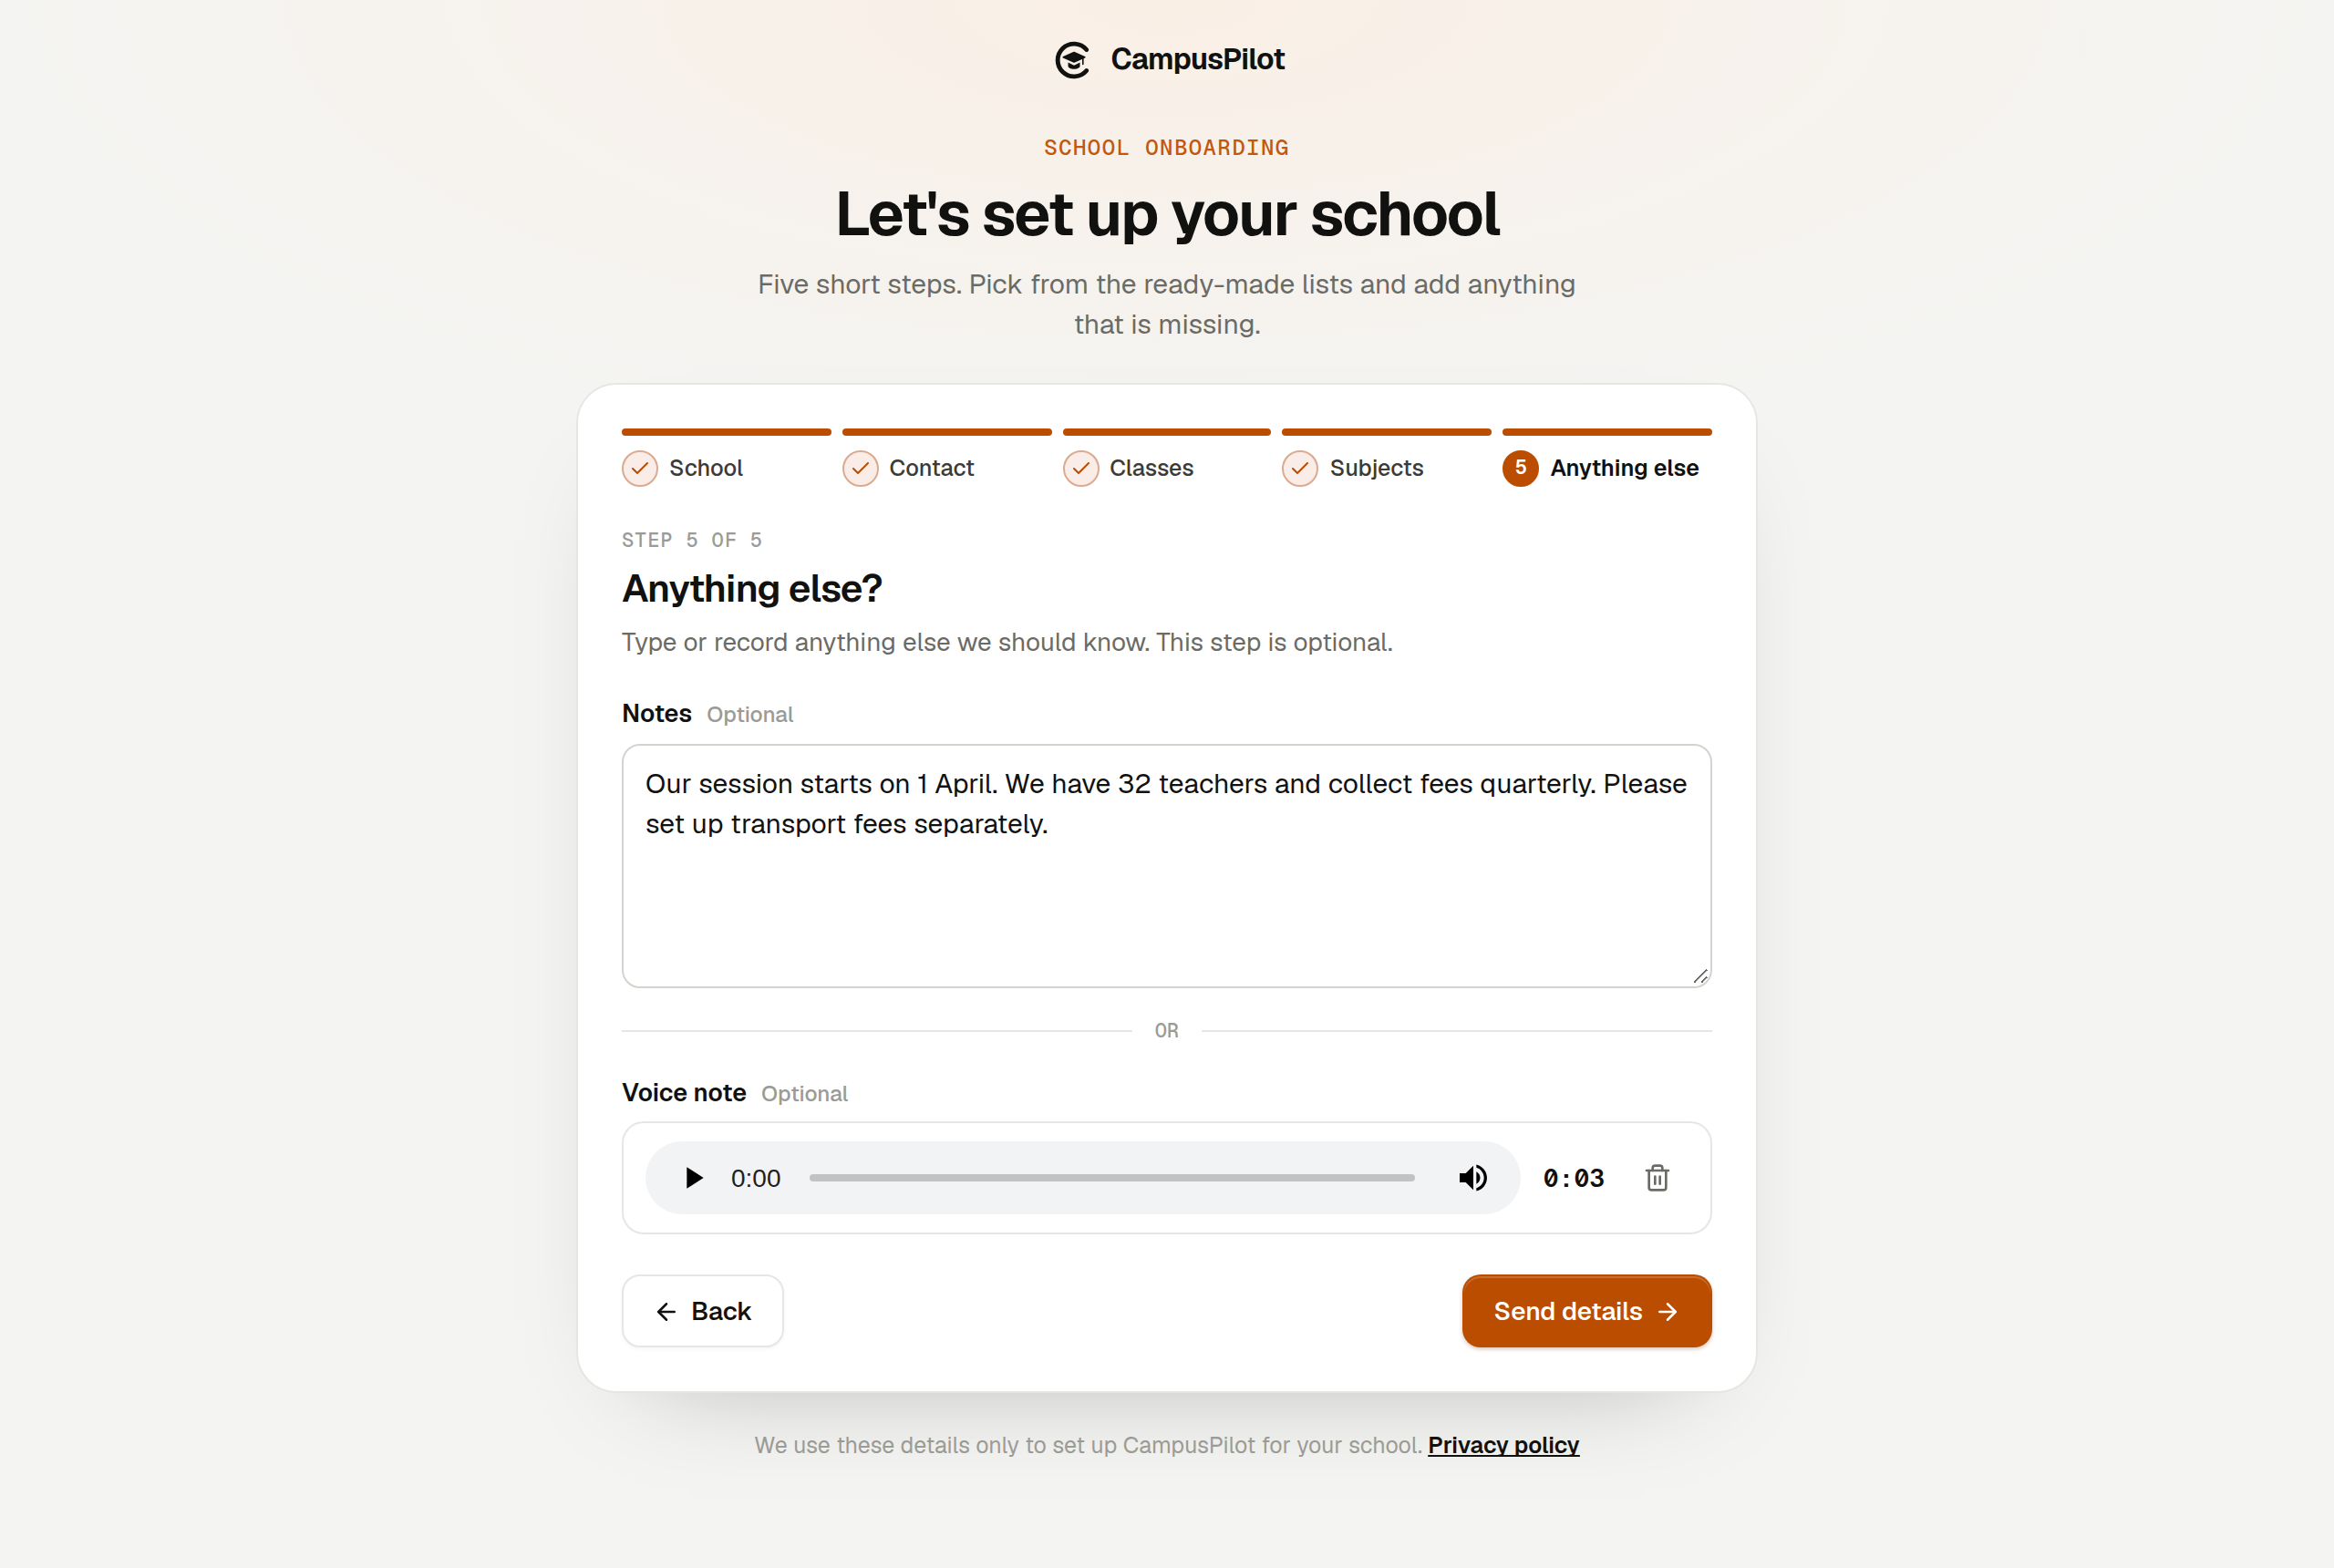 CampusPilot
SCHOOL ONBOARDING
Let's set up your school
Five short steps. Pick from the ready-made lists and add anything
that is missing.
School
Contact
Classes
Subjects
5 Anything else
STEP 5 OF 5
Anything else?
Type or record anything else we should know. This step is optional.
Notes Optional
Our session starts on 1 April. We have 32 teachers and collect fees quarterly. Please
set up transport fees separately.
OR
Voice note Optional
0:00 0:03
Back
Send details
We use these details only to set up CampusPilot for your school. Privacy policy